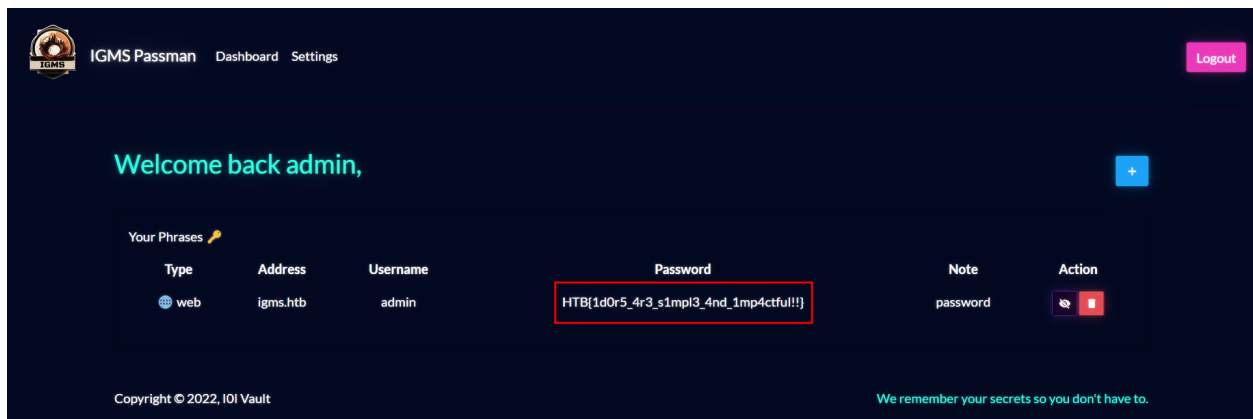 IGMS IGMS Passman Dashboard Settings Logout
Welcome back admin, +
Your Phrases 🔑
Type Address Username Password Note Action
web igms.htb admin HTB{1d0r5_4r3_s1mpl3_4nd_1mp4ctful!!} password
Copyright © 2022, I0I Vault We remember your secrets so you don't have to.